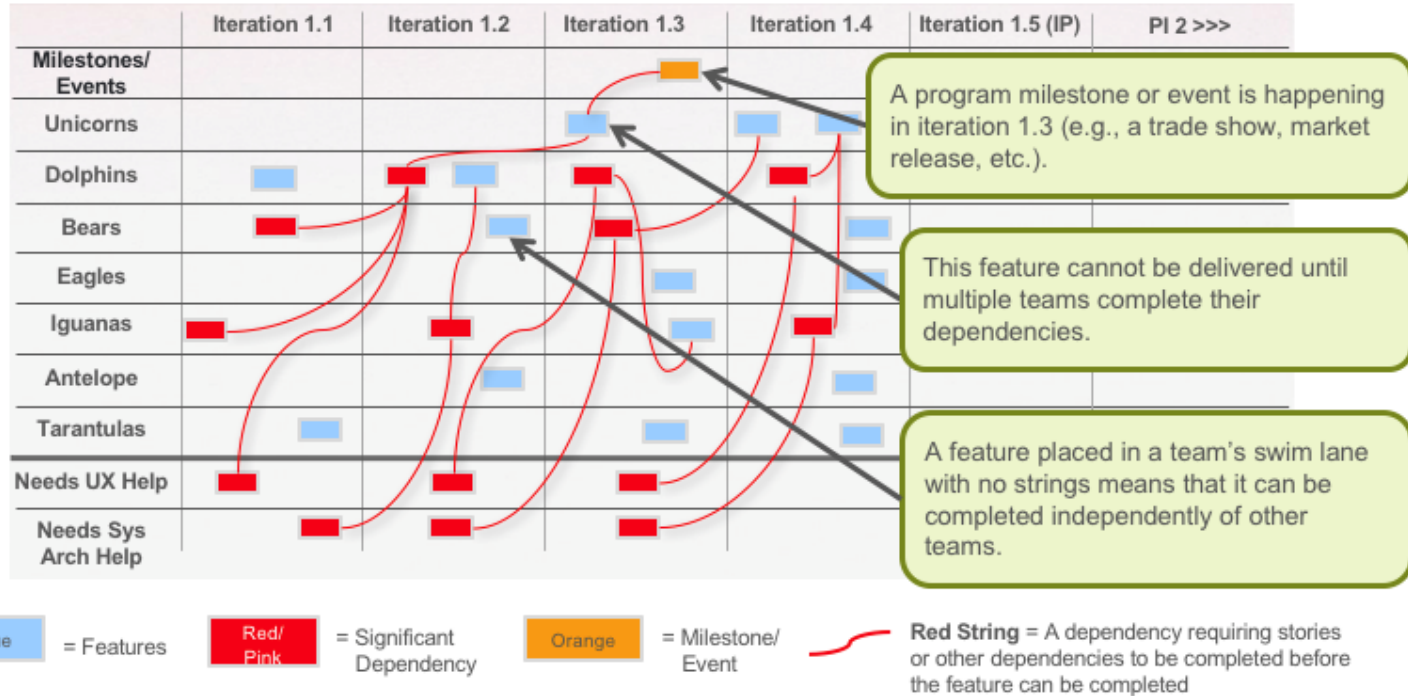 Iteration 1.1
Iteration 1.2
Iteration 1.3
Iteration 1.4
Iteration 1.5 (IP)
PI 2 >>>
Milestones/
Events
Unicorns
Dolphins
Bears
Eagles
Iguanas
Antelope
Tarantulas
Needs UX Help
Needs Sys
Arch Help
A program milestone or event is happening
in iteration 1.3 (e.g., a trade show, market
release, etc.).
This feature cannot be delivered until
multiple teams complete their
dependencies.
A feature placed in a team's swim lane
with no strings means that it can be
completed independently of other
teams.
= Features
Red/
Pink
= Significant
Dependency
Orange
= Milestone/
Event
Red String = A dependency requiring stories
or other dependencies to be completed before
the feature can be completed